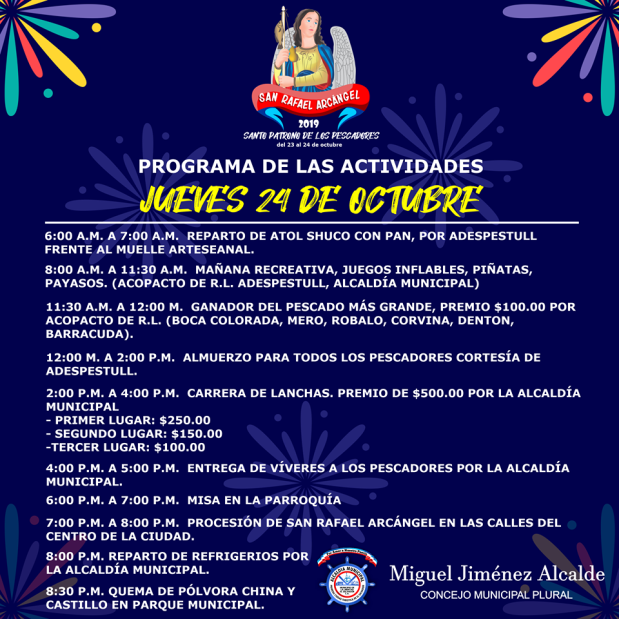 SAN RAFAEL ARCÁNGEL
2019
SANTO PATRONO DE LOS PESCADORES
del 23 al 24 de octubre
PROGRAMA DE LAS ACTIVIDADES
JUEVES 24 DE OCTUBRE
6:00 A.M. A 7:00 A.M. REPARTO DE ATOL SHUCO CON PAN, POR ADESPESTULL
FRENTE AL MUELLE ARTESEANAL.
8:00 A.M. A 11:30 A.M. MAÑANA RECREATIVA, JUEGOS INFLABLES, PIÑATAS,
PAYASOS. (ACOPACTO DE R.L. ADESPESTULL, ALCALDÍA MUNICIPAL)
11:30 A.M. A 12:00 M. GANADOR DEL PESCADO MÁS GRANDE, PREMIO $100.00 POR
ACOPACTO DE R.L. (BOCA COLORADA, MERO, ROBALO, CORVINA, DENTON,
BARRACUDA).
12:00 M. A 2:00 P.M. ALMUERZO PARA TODOS LOS PESCADORES CORTESÍA DE
ADESPESTULL.
2:00 P.M. A 4:00 P.M. CARRERA DE LANCHAS. PREMIO DE $500.00 POR LA ALCALDÍA
MUNICIPAL
- PRIMER LUGAR: $250.00
- SEGUNDO LUGAR: $150.00
-TERCER LUGAR: $100.00
4:00 P.M. A 5:00 P.M. ENTREGA DE VÍVERES A LOS PESCADORES POR LA ALCALDÍA
MUNICIPAL.
6:00 P.M. A 7:00 P.M. MISA EN LA PARROQUÍA
7:00 P.M. A 8:00 P.M. PROCESIÓN DE SAN RAFAEL ARCÁNGEL EN LAS CALLES DEL
CENTRO DE LA CIUDAD.
8:00 P.M. REPARTO DE REFRIGERIOS POR
LA ALCALDÍA MUNICIPAL.
8:30 P.M. QUEMA DE PÓLVORA CHINA Y
CASTILLO EN PARQUE MUNICIPAL.
ALCALDÍA MUNICIPAL
Miguel Jiménez Alcalde
CONCEJO MUNICIPAL PLURAL